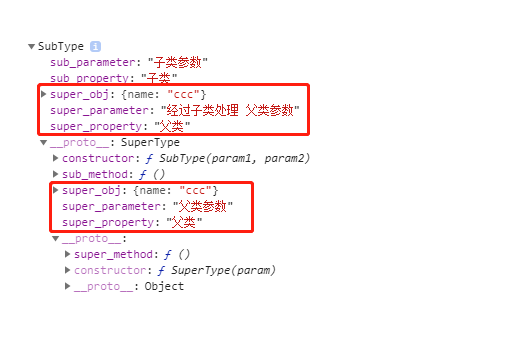 SubType i
sub_parameter: "子类参数"
sub_property: "子类"
super_obj: {name: "ccc"}
super_parameter: "经过子类处理 父类参数"
super_property: "父类"
__proto__: SuperType
constructor: ƒ SubType(param1, param2)
sub_method: ƒ ()
super_obj: {name: "ccc"}
super_parameter: "父类参数"
super_property: "父类"
__proto__:
super_method: ƒ ()
constructor: ƒ SuperType(param)
__proto__: Object